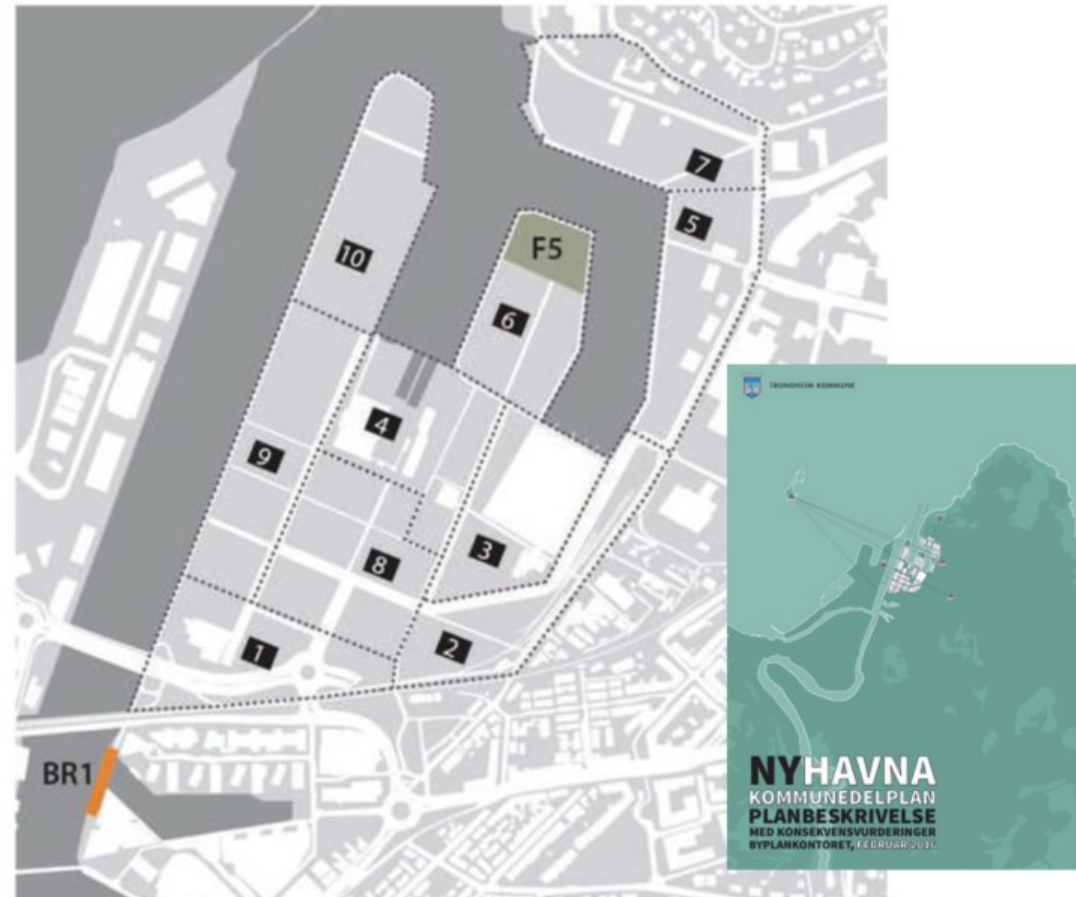 7
5
F5
10
6
4
9
3
8
2
1
BR1
TRONDHEIM KOMMUNE
NYHAVNA
KOMMUNEDELPLAN
PLANBESKRIVELSE
MED KONSEKVENSVURDERINGER
BYPLANKONTORET, FEBRUAR 2016